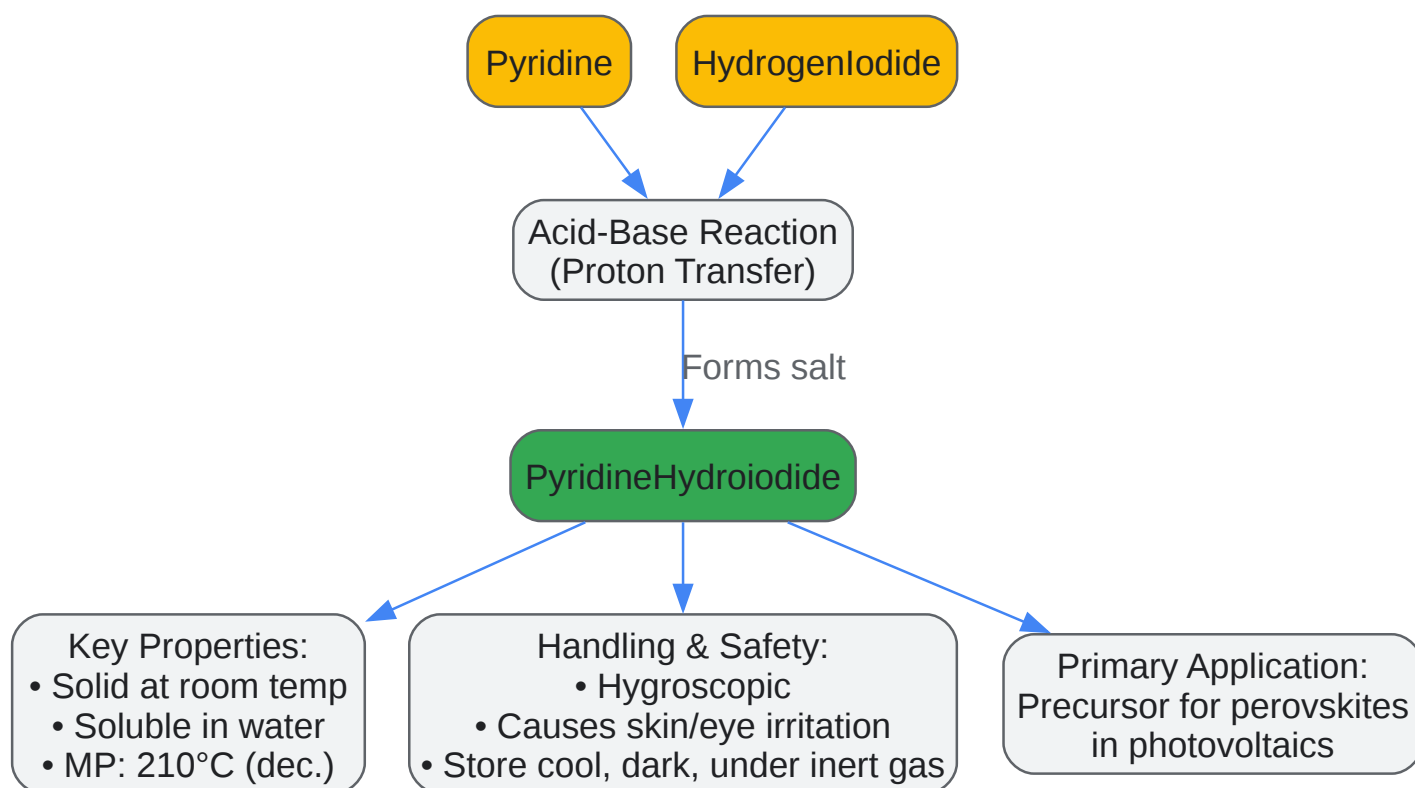 Pyridine
HydrogenIodide
Acid-Base Reaction
(Proton Transfer)
Forms salt
PyridineHydroiodide
Key Properties:
• Solid at room temp
• Soluble in water
• MP: 210°C (dec.)
Handling & Safety:
• Hygroscopic
• Causes skin/eye irritation
• Store cool, dark, under inert gas
Primary Application:
Precursor for perovskites
in photovoltaics